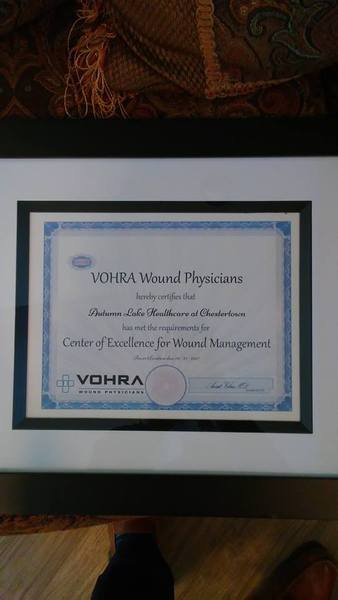 VOHRA Wound Physicians
hereby certifies that
Autumn Lake Healthcare at Chestertown
has met the requirements for
Center of Excellence for Wound Management
VOHRA
WOUND PHYSICIANS